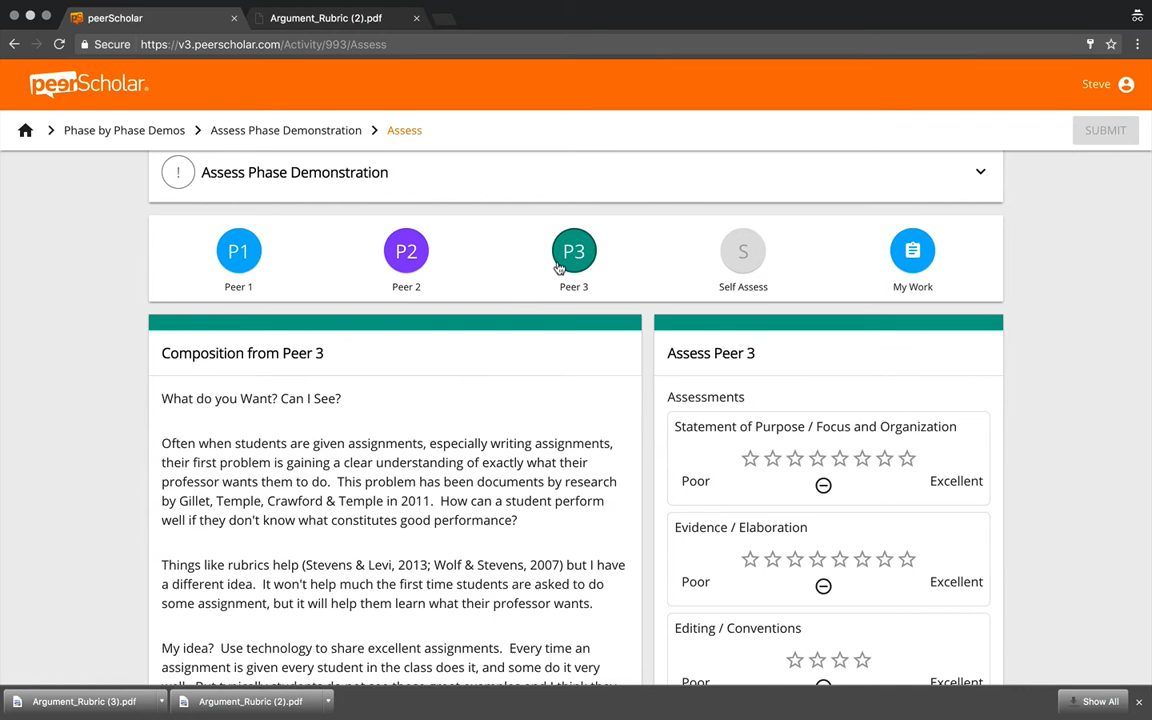 peerScholar
Argument_Rubric (2).pdf
Secure
https://v3.peerscholar.com/Activity/993/Assess
peerScholar
Steve
Phase by Phase Demos
Assess Phase Demonstration
Assess
SUBMIT
!
Assess Phase Demonstration
P1
P2
P3
S
Peer 1
Peer 2
Peer 3
Self Assess
My Work
Composition from Peer 3
What do you Want? Can I See?
Often when students are given assignments, especially writing assignments,
their first problem is gaining a clear understanding of exactly what their
professor wants them to do. This problem has been documents by research
by Gillet, Temple, Crawford & Temple in 2011. How can a student perform
well if they don't know what constitutes good performance?
Things like rubrics help (Stevens & Levi, 2013; Wolf & Stevens, 2007) but I have
a different idea. It won't help much the first time students are asked to do
some assignment, but it will help them learn what their professor wants.
My idea? Use technology to share excellent assignments. Every time an
assignment is given every student in the class does it, and some do it very
Assess Peer 3
Assessments
Statement of Purpose / Focus and Organization
Poor
Excellent
Evidence / Elaboration
Poor
Excellent
Editing / Conventions
Poor
Excellent
Argument_Rubric (3).pdf
Argument_Rubric (2).pdf
Show All